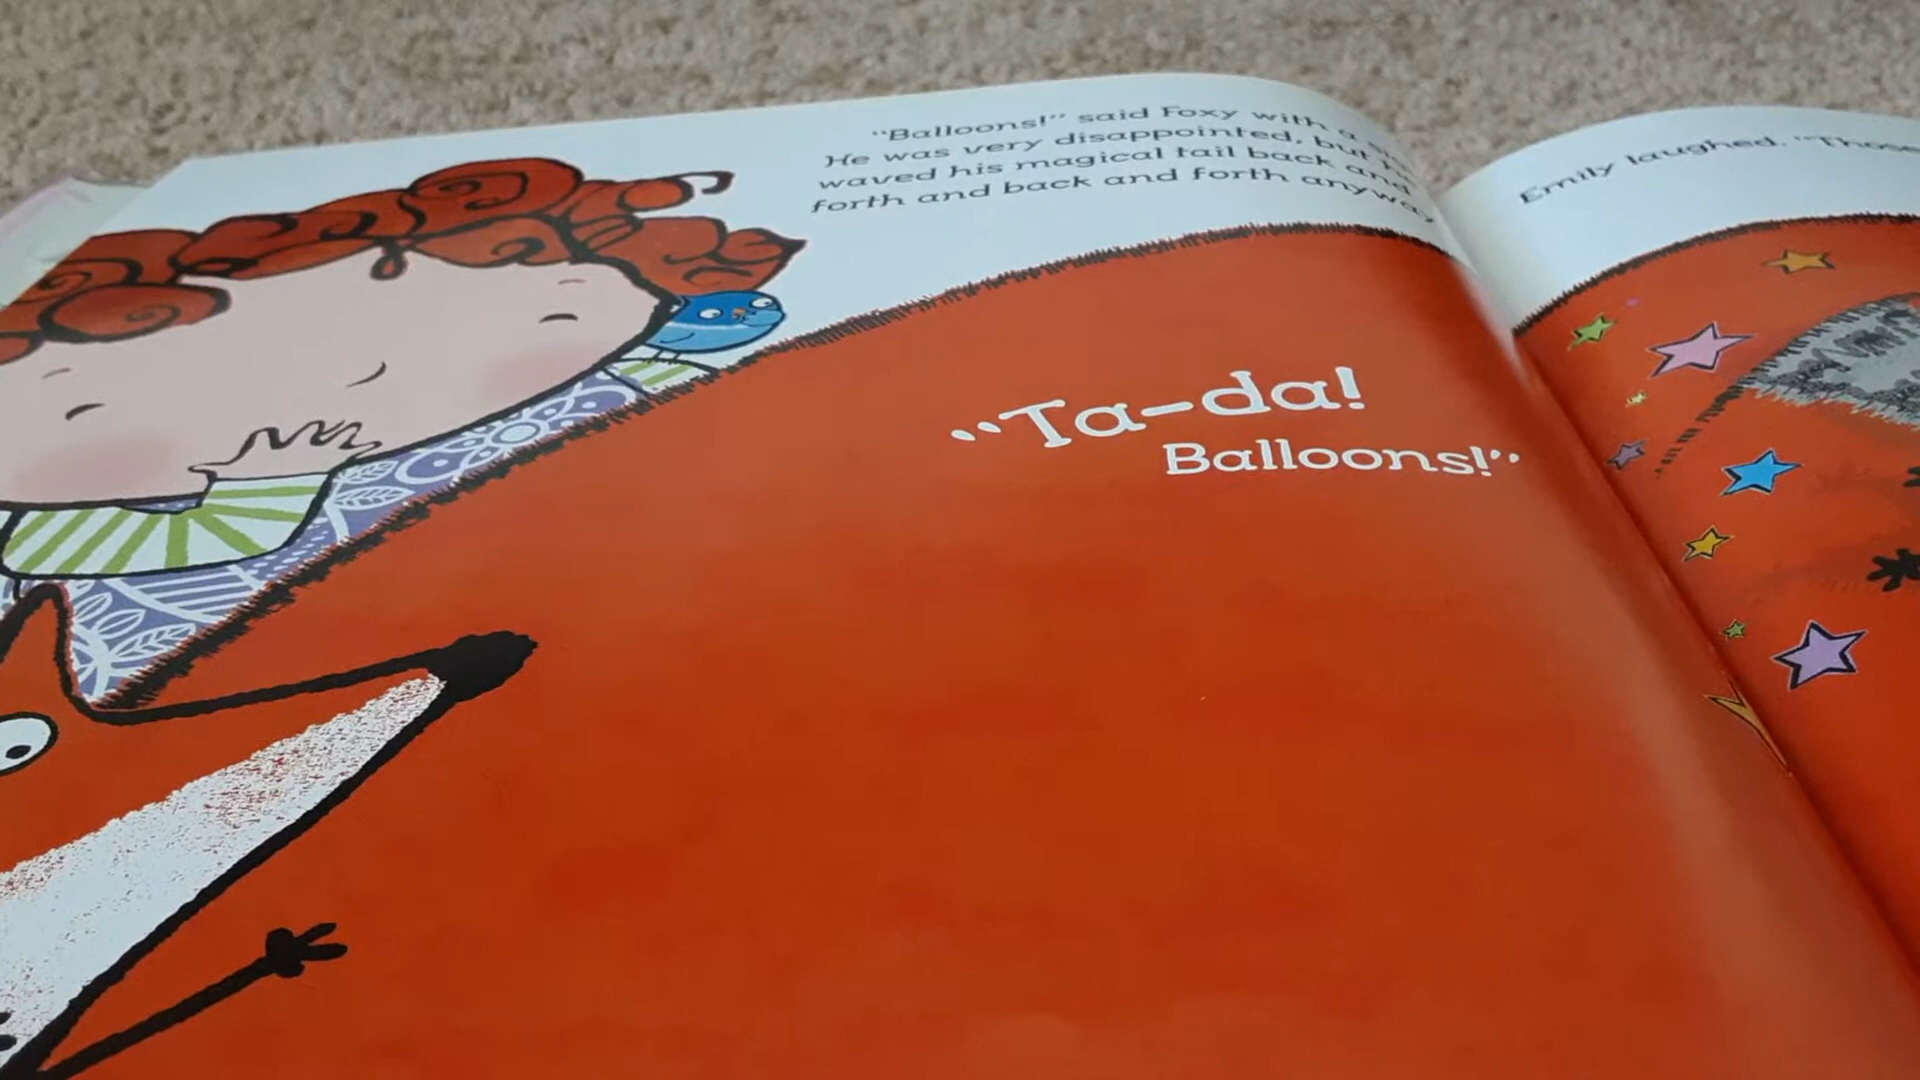 “Balloons!” said Foxy with a
He was very disappointed, but
waved his magical tail back and
forth and back and forth anyway
“Ta-da!
Balloons!”
Emily laughed. “Those